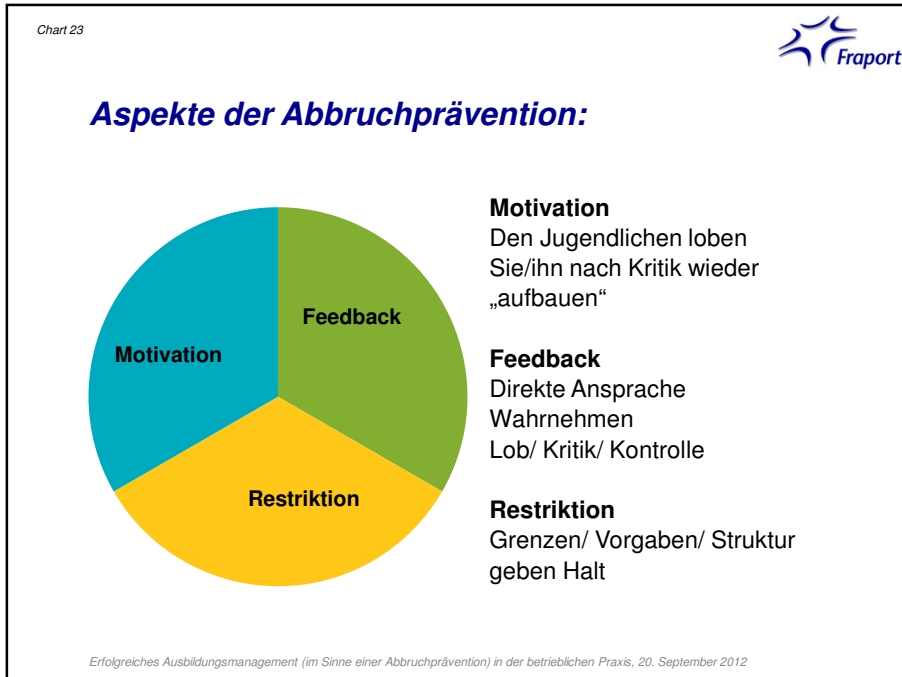 Chart 23
Fraport
Aspekte der Abbruchprävention:
Feedback
Motivation
Restriktion
Motivation
Den Jugendlichen loben
Sie/ihn nach Kritik wieder
„aufbauen“
Feedback
Direkte Ansprache
Wahrnehmen
Lob/ Kritik/ Kontrolle
Restriktion
Grenzen/ Vorgaben/ Struktur
geben Halt
Erfolgreiches Ausbildungsmanagement (im Sinne einer Abbruchprävention) in der betrieblichen Praxis, 20. September 2012